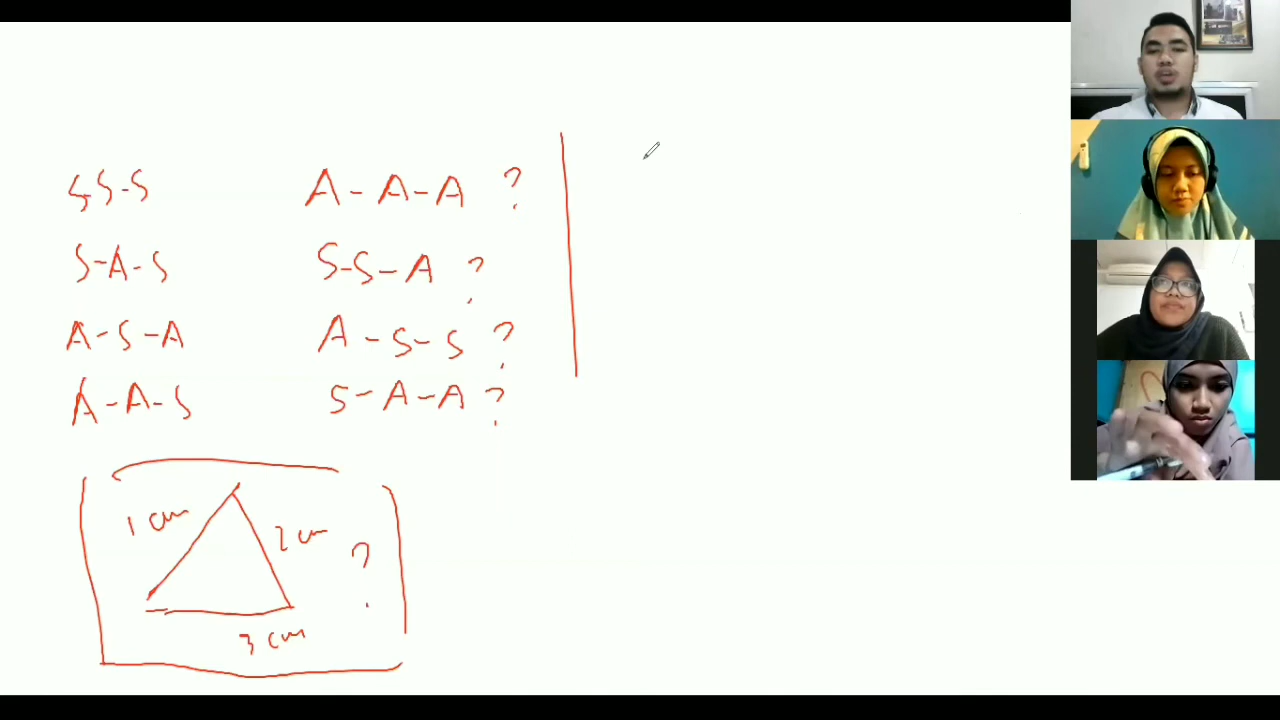 S-S-S
S-A-S
A-S-A
A-A-S
A-A-A ?
S-S-A ?
A-S-S ?
S-A-A ?
1 cm
2 cm
?
3 cm